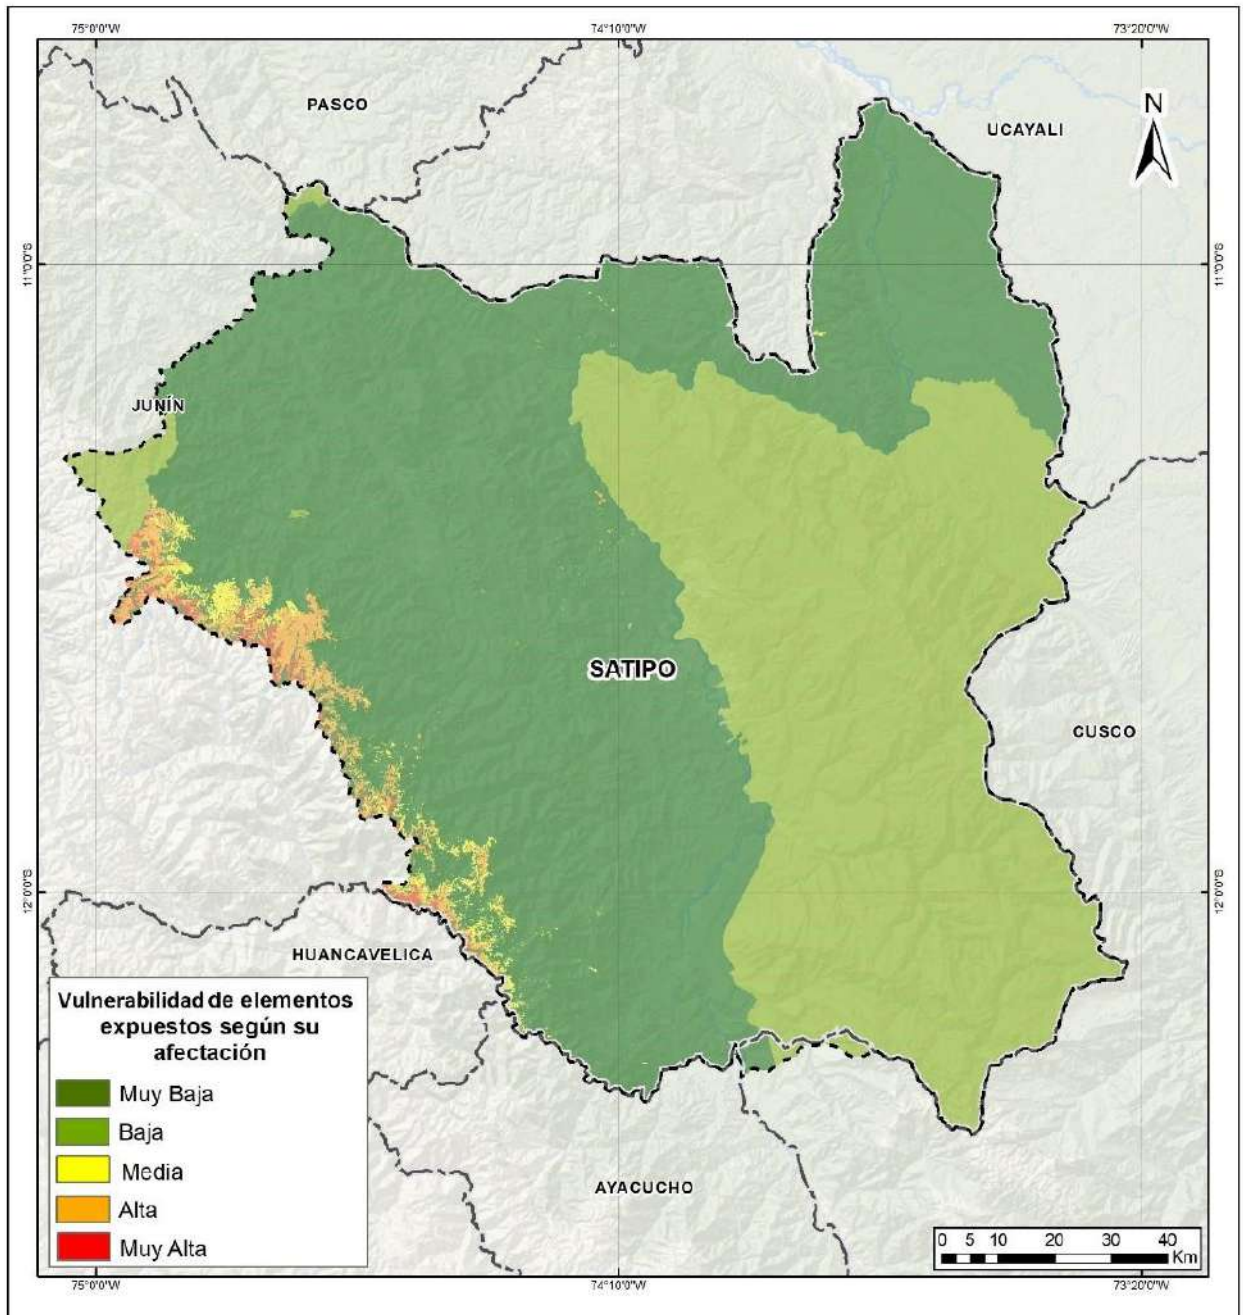 75°0'0"W 74°10'0"W 73°20'0"W
PASCO
N
UCAYALI
11°0'0"S 11°0'0"S
JUNÍN
SATIPO
CUSCO
12°0'0"S 12°0'0"S
HUANCAVELICA
Vulnerabilidad de elementos
expuestos según su
afectación
Muy Baja
Baja
Media
Alta
Muy Alta
AYACUCHO
0 5 10 20 30 40
Km
75°0'0"W 74°10'0"W 73°20'0"W